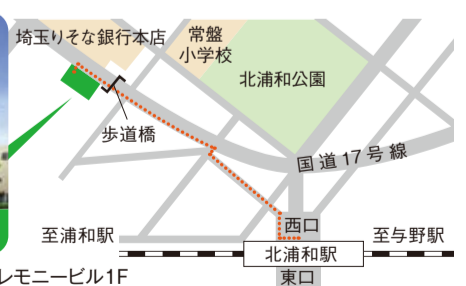 埼玉りそな銀行本店
常盤
小学校
北浦和公園
歩道橋
国道17号線
西口
至浦和駅
至与野駅
北浦和駅
東口
レモニービル1F